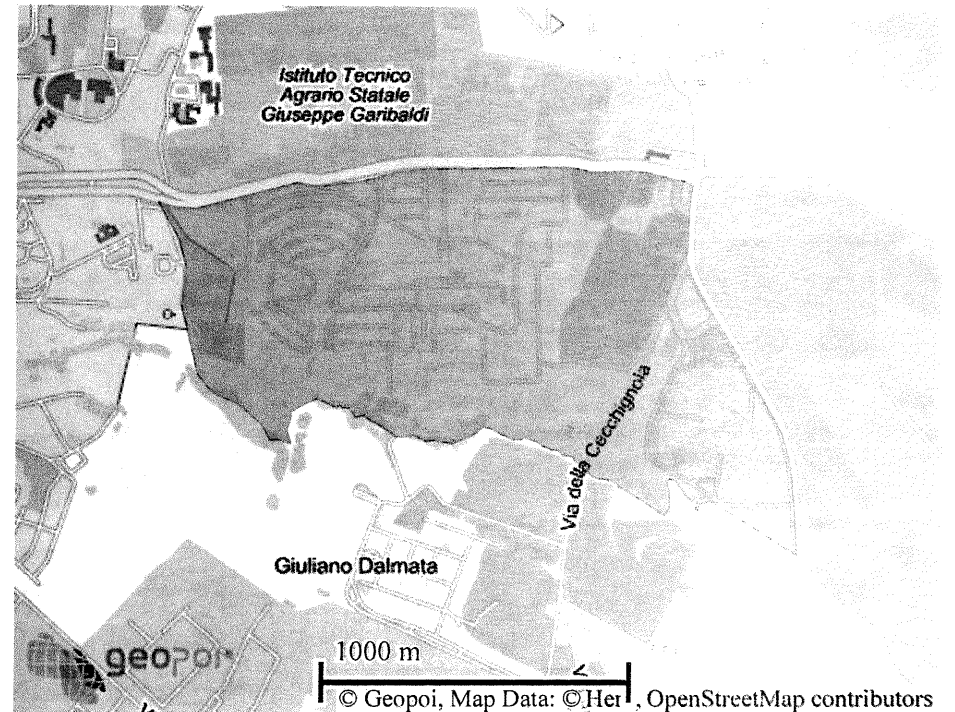 Istituto Tecnico
Agrario Statale
Giuseppe Garibaldi
Via della Cecchignola
Giuliano Dalmata
geopoi
1000 m
© Geopoi, Map Data: © Her , OpenStreetMap contributors